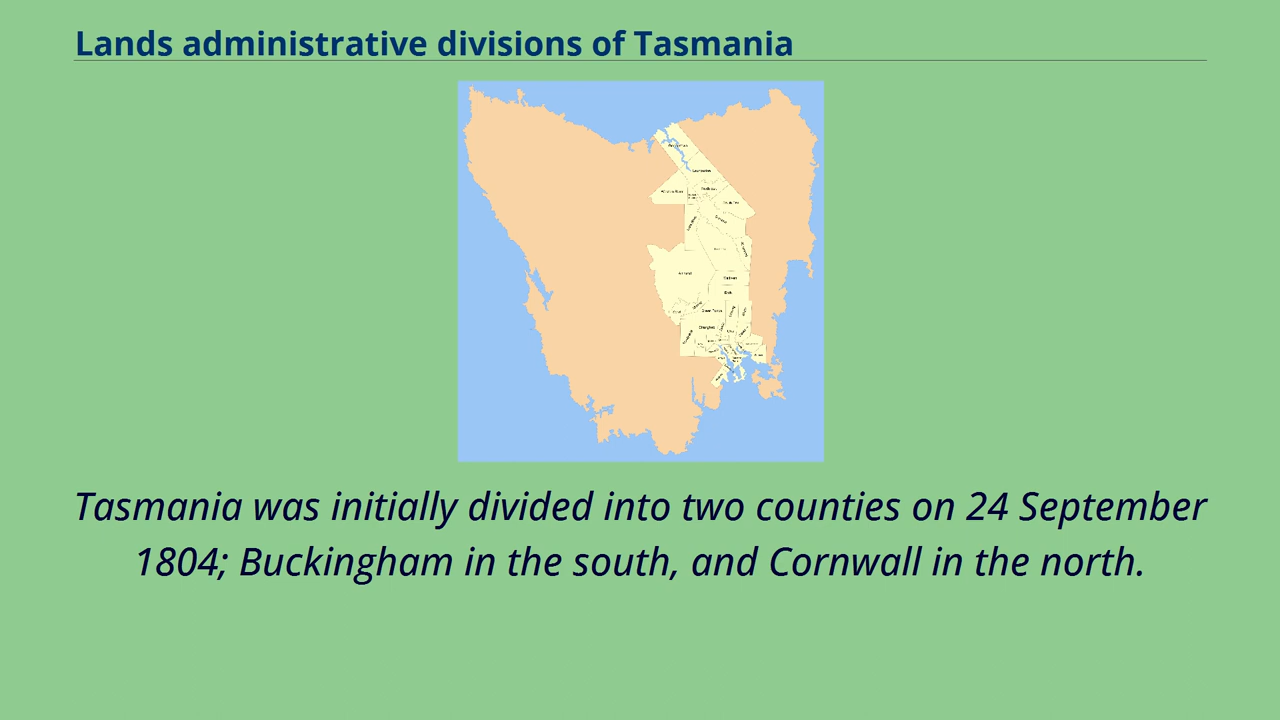 Lands administrative divisions of Tasmania
Tasmania was initially divided into two counties on 24 September
1804; Buckingham in the south, and Cornwall in the north.